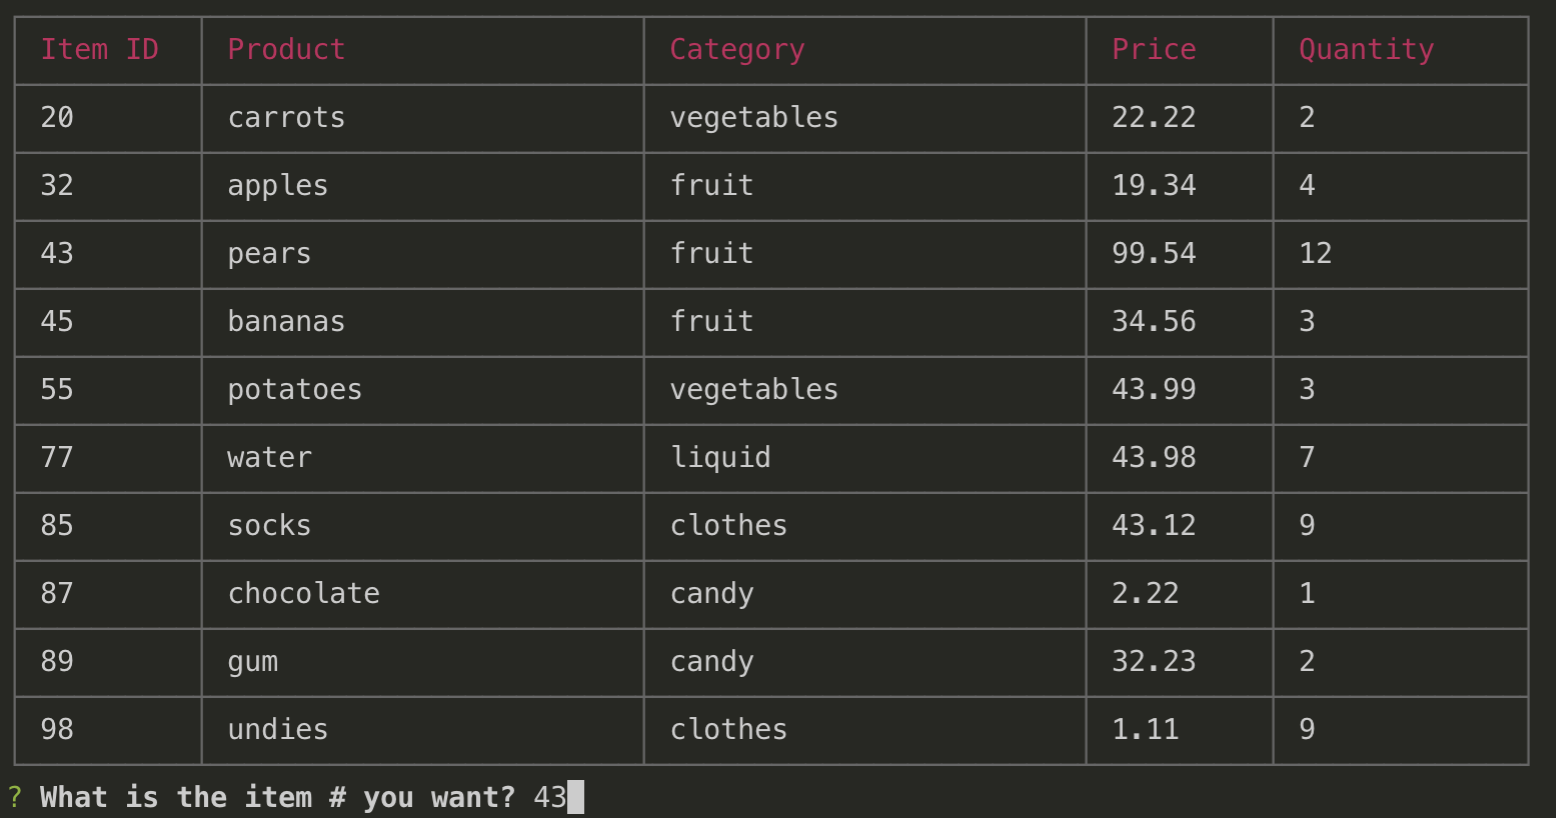 Item ID Product Category Price Quantity
20 carrots vegetables 22.22 2
32 apples fruit 19.34 4
43 pears fruit 99.54 12
45 bananas fruit 34.56 3
55 potatoes vegetables 43.99 3
77 water liquid 43.98 7
85 socks clothes 43.12 9
87 chocolate candy 2.22 1
89 gum candy 32.23 2
98 undies clothes 1.11 9
? What is the item # you want? 43